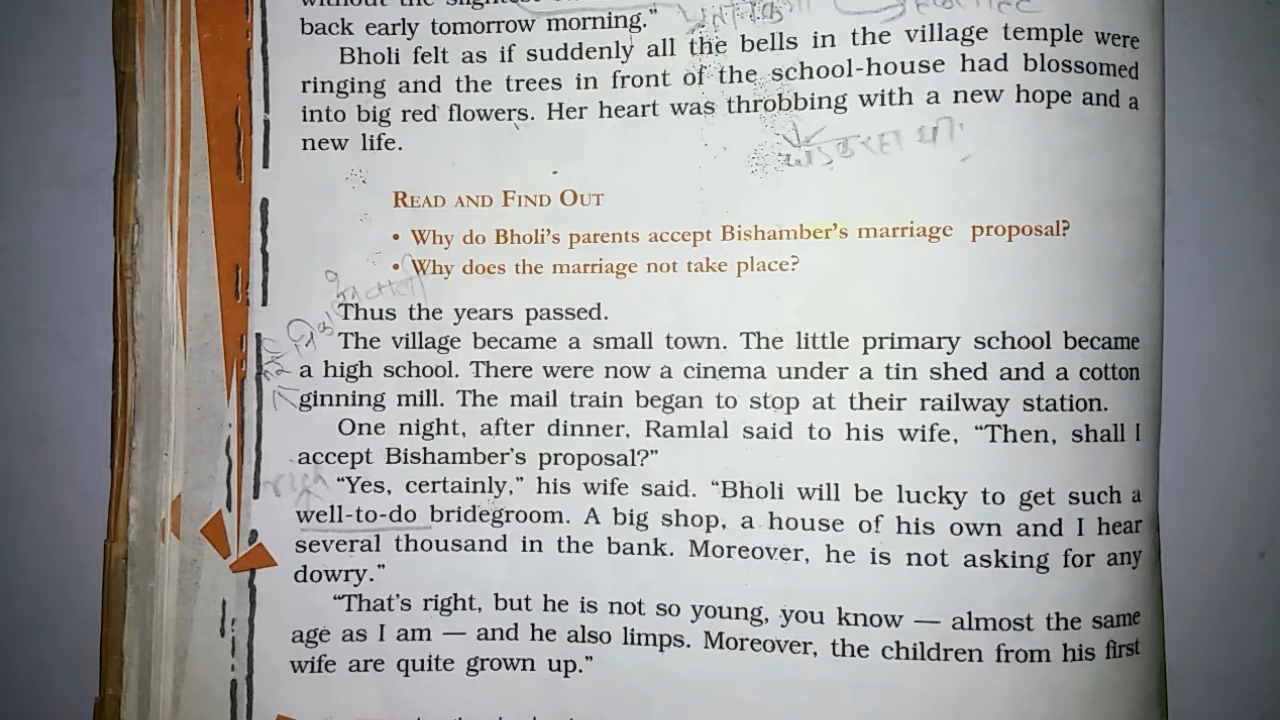 back early tomorrow morning."
Bholi felt as if suddenly all the bells in the village temple were
ringing and the trees in front of the school-house had blossomed
into big red flowers. Her heart was throbbing with a new hope and a
new life.
READ AND FIND OUT
• Why do Bholi's parents accept Bishamber's marriage proposal?
• Why does the marriage not take place?
Thus the years passed.
The village became a small town. The little primary school became
a high school. There were now a cinema under a tin shed and a cotton
ginning mill. The mail train began to stop at their railway station.
One night, after dinner, Ramlal said to his wife, "Then, shall I
accept Bishamber's proposal?"
"Yes, certainly," his wife said. "Bholi will be lucky to get such a
well-to-do bridegroom. A big shop, a house of his own and I hear
several thousand in the bank. Moreover, he is not asking for any
dowry."
"That's right, but he is not so young, you know — almost the same
age as I am — and he also limps. Moreover, the children from his first
wife are quite grown up."